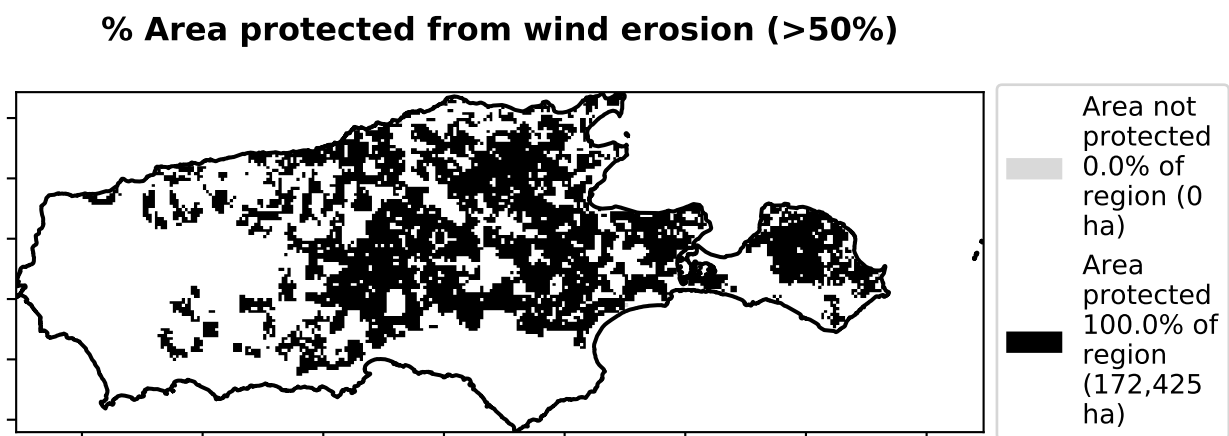 % Area protected from wind erosion (>50%)
Area not
protected
0.0% of
region (0
ha)
Area
protected
100.0% of
region
(172,425
ha)